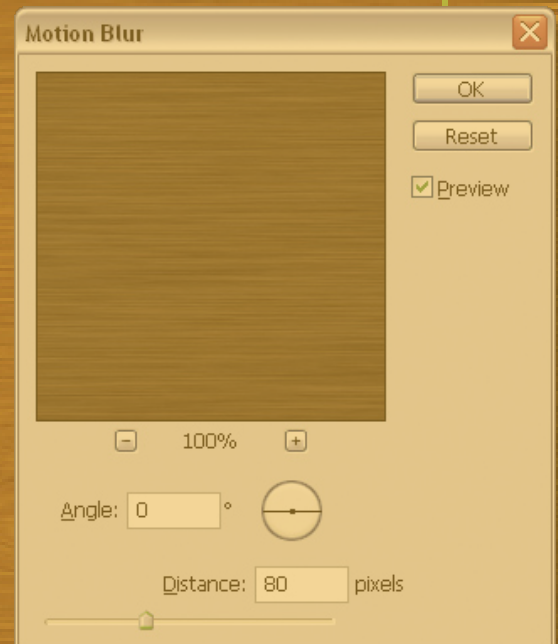 Motion Blur
OK
Reset
Preview
100%
Angle: 0 °
Distance: 80 pixels